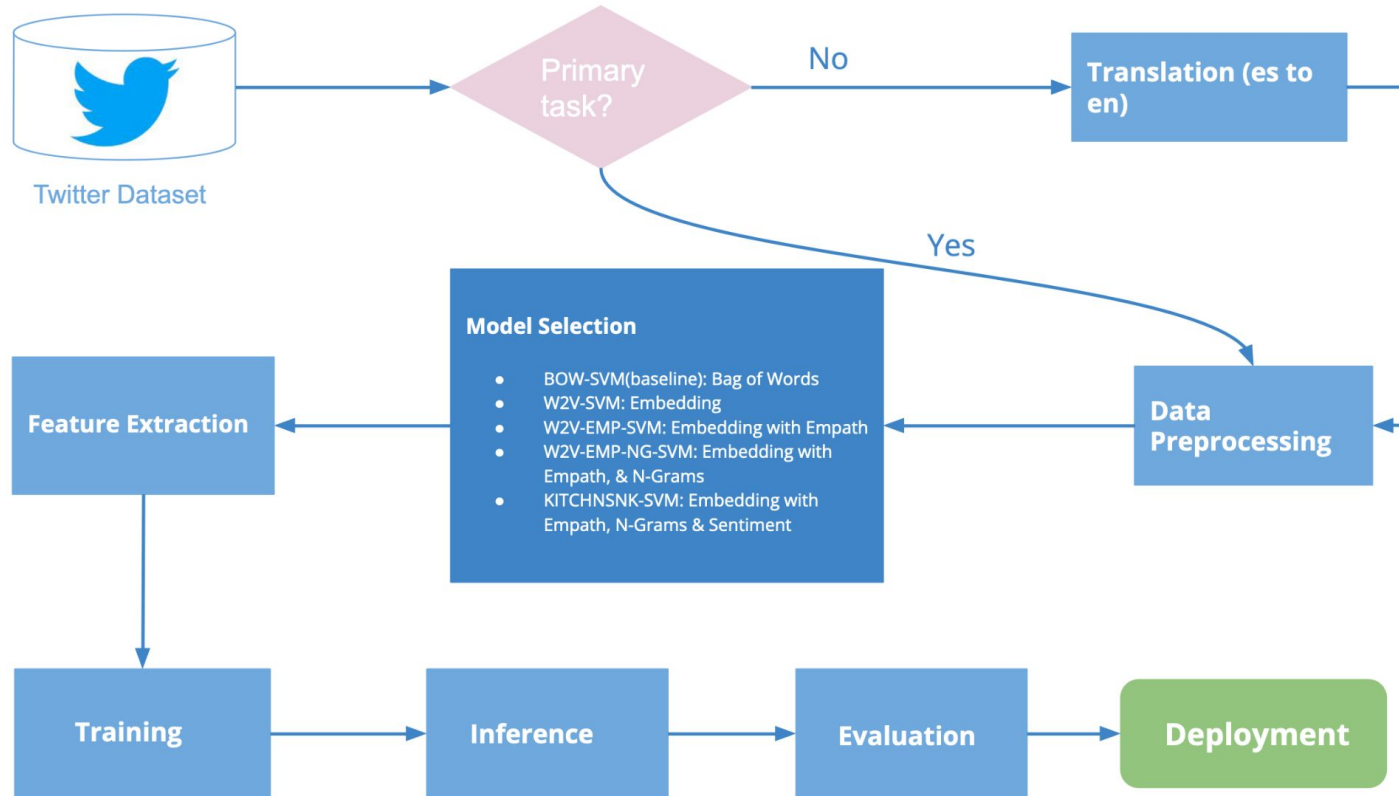 Primary
task?
No
Translation (es to
en)
Twitter Dataset
Yes
Model Selection
● BOW-SVM(baseline): Bag of Words
● W2V-SVM: Embedding
● W2V-EMP-SVM: Embedding with Empath
● W2V-EMP-NG-SVM: Embedding with
Empath, & N-Grams
● KITCHNSNK-SVM: Embedding with
Empath, N-Grams & Sentiment
Feature Extraction
Data
Preprocessing
Training
Inference
Evaluation
Deployment